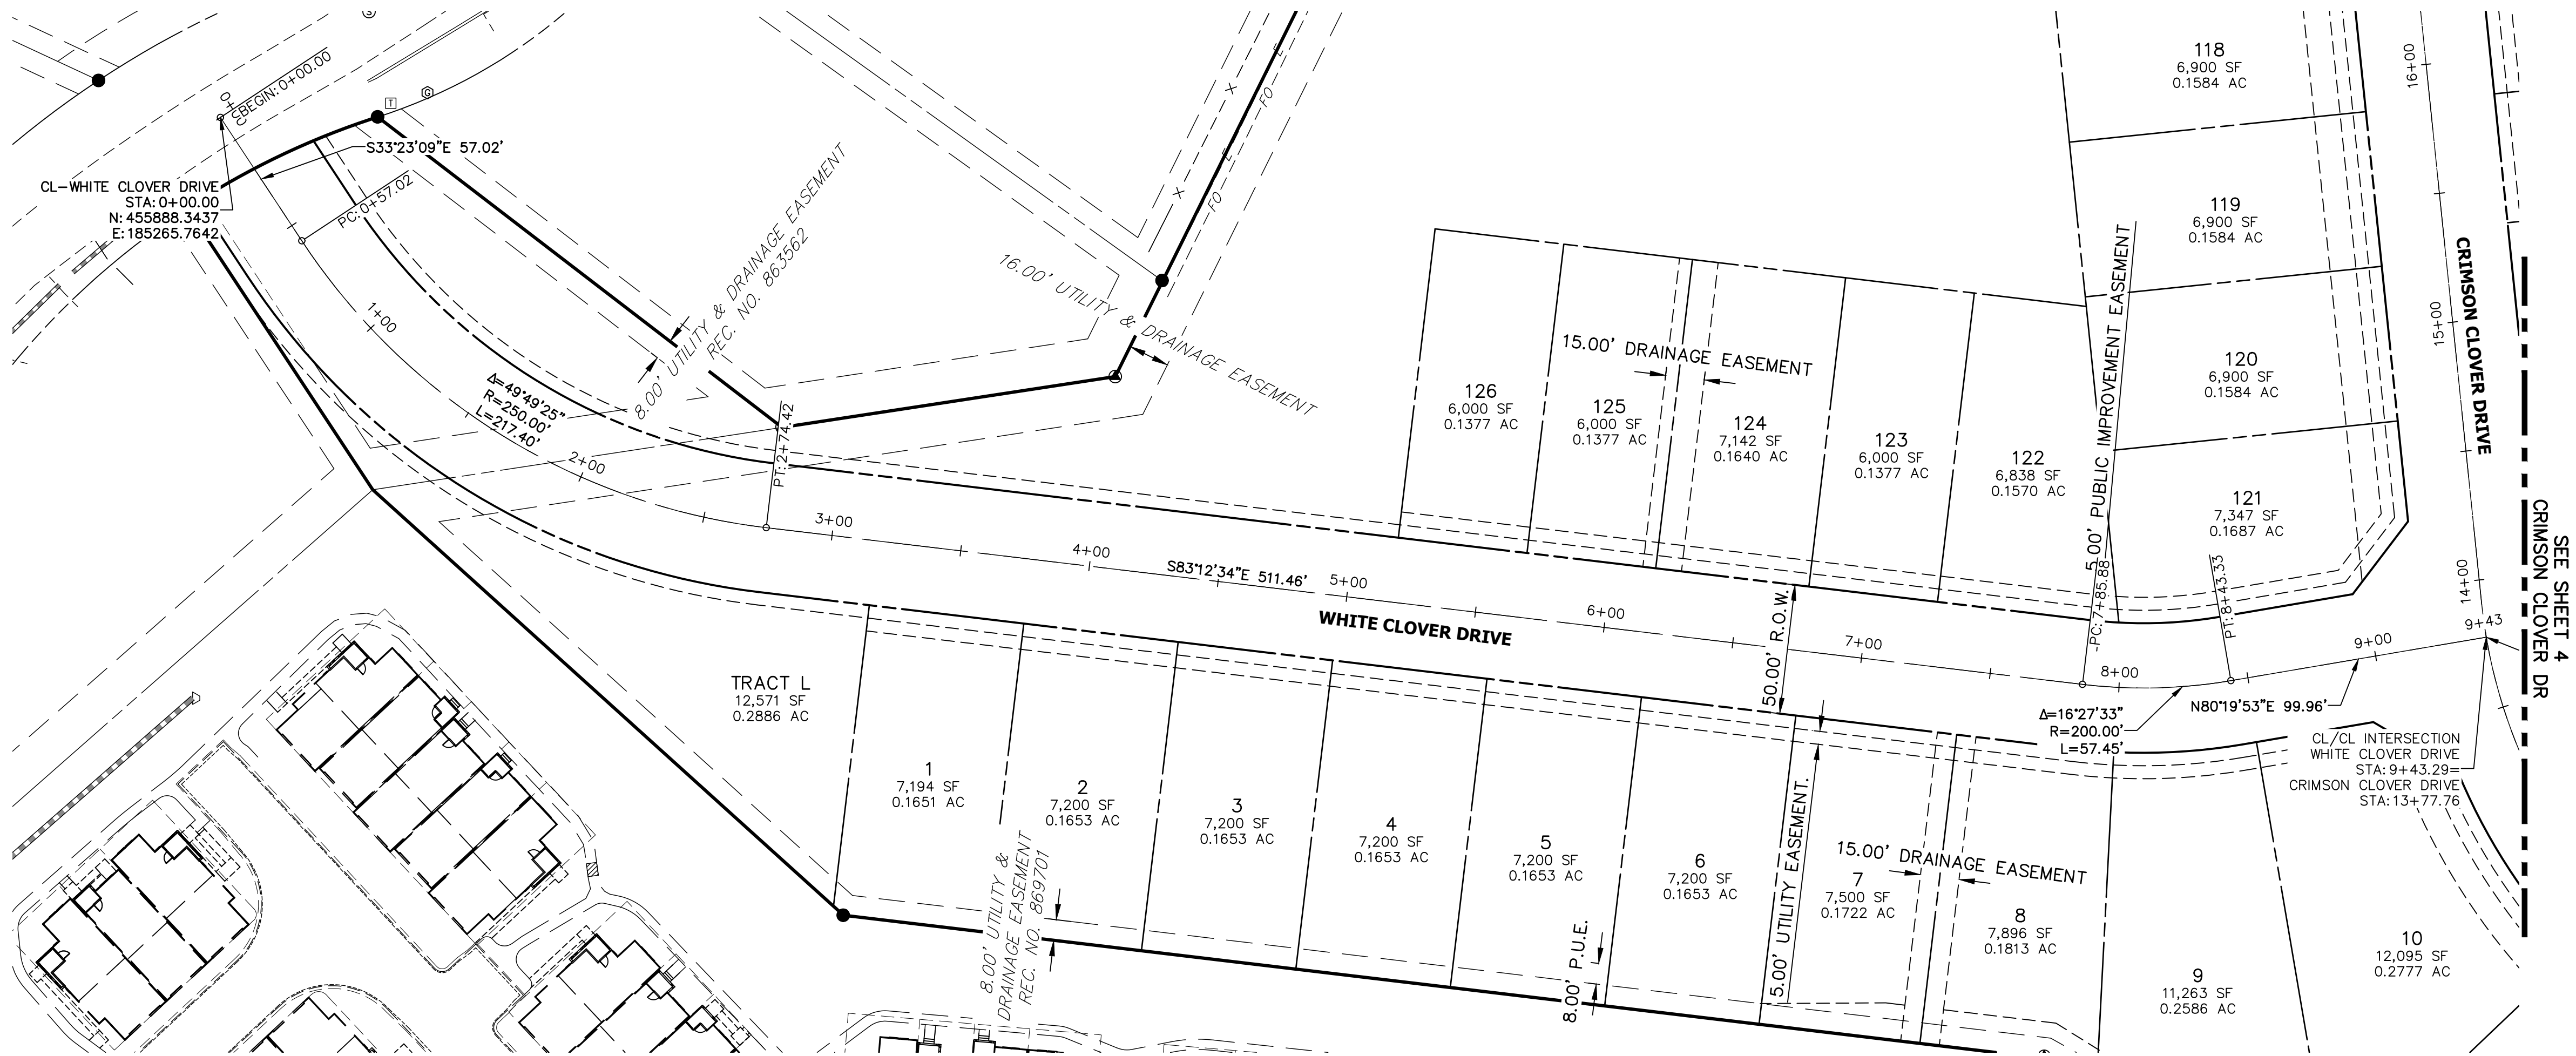 BEGIN: 0+00.00
0+00
S
T
G
S33°23'09"E 57.02'
CL-WHITE CLOVER DRIVE
STA: 0+00.00
N: 455888.3437
E: 185265.7642
PC: 0+57.02
1+00
2+00
Δ=49°49'25"
R=250.00'
L=217.40'
8.00' UTILITY & DRAINAGE EASEMENT
REC. NO. 863562
16.00' UTILITY & DRAINAGE EASEMENT
X
X
FO
FO
E
E
PT: 2+74.42
3+00
4+00
S83°12'34"E 511.46'
5+00
6+00
7+00
WHITE CLOVER DRIVE
50.00' R.O.W.
126
6,000 SF
0.1377 AC
125
6,000 SF
0.1377 AC
15.00' DRAINAGE EASEMENT
124
7,142 SF
0.1640 AC
123
6,000 SF
0.1377 AC
122
6,838 SF
0.1570 AC
5.00' PUBLIC IMPROVEMENT EASEMENT
118
6,900 SF
0.1584 AC
119
6,900 SF
0.1584 AC
120
6,900 SF
0.1584 AC
121
7,347 SF
0.1687 AC
16+00
15+00
14+00
CRIMSON CLOVER DRIVE
PC: 7+85.88
PT: 8+43.33
8+00
9+00
9+43
N80°19'53"E 99.96'
Δ=16°27'33"
R=200.00'
L=57.45'
CL/CL INTERSECTION
WHITE CLOVER DRIVE
STA: 9+43.29=
CRIMSON CLOVER DRIVE
STA: 13+77.76
SEE SHEET 4
CRIMSON CLOVER DR
TRACT L
12,571 SF
0.2886 AC
1
7,194 SF
0.1651 AC
2
7,200 SF
0.1653 AC
3
7,200 SF
0.1653 AC
4
7,200 SF
0.1653 AC
5
7,200 SF
0.1653 AC
6
7,200 SF
0.1653 AC
5.00' UTILITY EASEMENT.
15.00' DRAINAGE EASEMENT
7
7,500 SF
0.1722 AC
8
7,896 SF
0.1813 AC
9
11,263 SF
0.2586 AC
10
12,095 SF
0.2777 AC
8.00' UTILITY &
DRAINAGE EASEMENT
REC. NO. 869701
8.00' P.U.E.